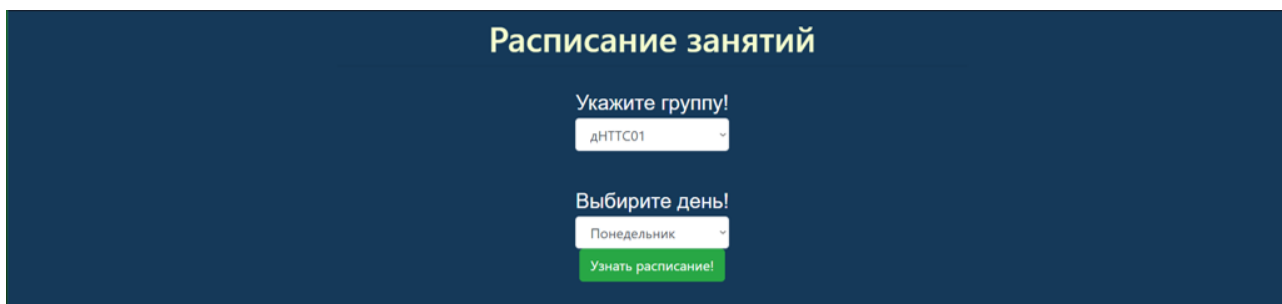 Расписание занятий
Укажите группу!
дНТТС01
Выбирите день!
Понедельник
Узнать расписание!